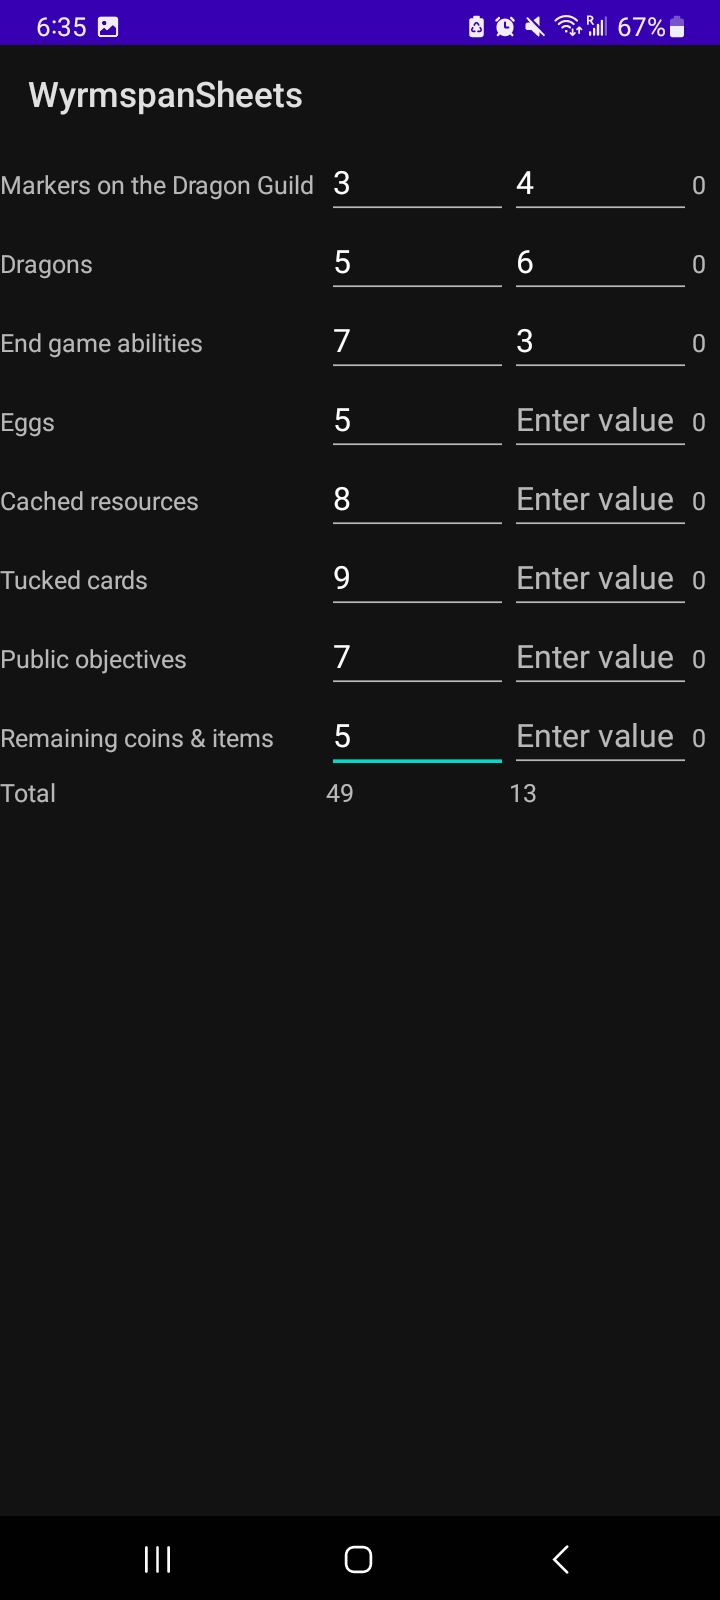 6:35 67%
WyrmspanSheets
Markers on the Dragon Guild 3 4 0
Dragons 5 6 0
End game abilities 7 3 0
Eggs 5 Enter value 0
Cached resources 8 Enter value 0
Tucked cards 9 Enter value 0
Public objectives 7 Enter value 0
Remaining coins & items 5 Enter value 0
Total 49 13